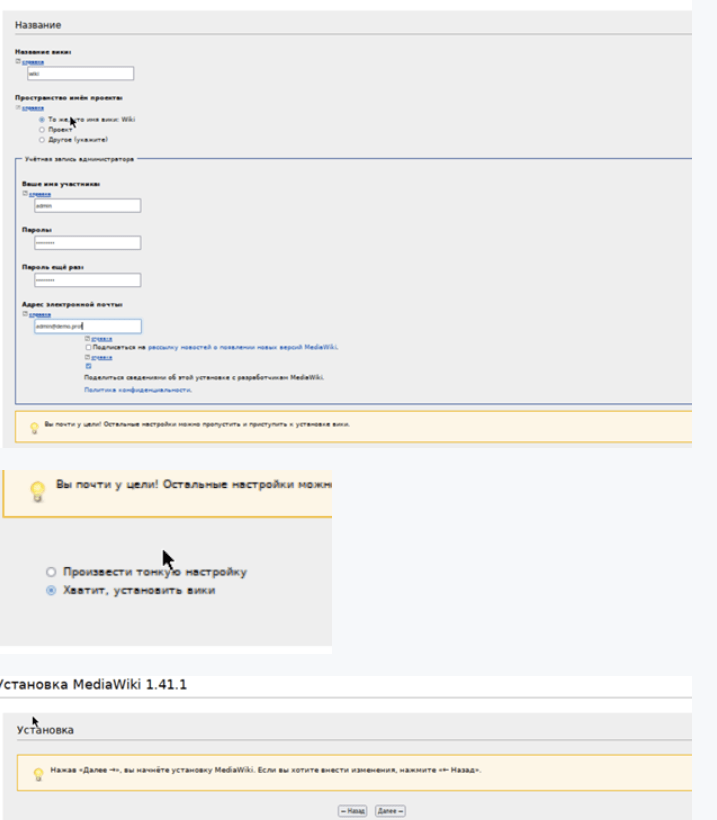 Название
Название вики:
справка
wiki
Пространство имён проекта:
справка
То же, что имя вики: Wiki
Проект
Другое (укажите)
Учётная запись администратора
Ваше имя участника:
справка
admin
Пароль:
Пароль ещё раз:
Адрес электронной почты:
справка
admin@demo.prof
справка
Подписаться на рассылку новостей о появлении новых версий MediaWiki.
справка
Поделиться сведениями об этой установке с разработчикам MediaWiki.
Политика конфиденциальности.
Вы почти у цели! Остальные настройки можно пропустить и приступить к установке вики.
Вы почти у цели! Остальные настройки можн
Произвести тонкую настройку
Хватит, установить вики
Установка MediaWiki 1.41.1
Установка
Нажав «Далее →», вы начнёте установку MediaWiki. Если вы хотите внести изменения, нажмите «← Назад».
← Назад Далее →